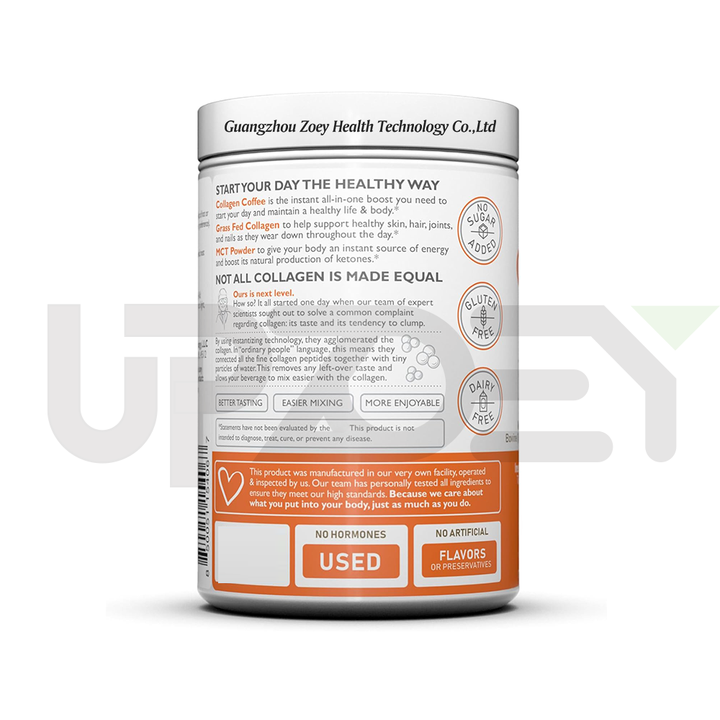 Guangzhou Zoey Health Technology Co.,Ltd
START YOUR DAY THE HEALTHY WAY
Collagen Coffee is the instant all-in-one boost you need to
start your day and maintain a healthy life & body.*
Grass Fed Collagen to help support healthy skin, hair, joints,
and nails as they wear down throughout the day.*
MCT Powder to give your body an instant source of energy
and boost its natural production of ketones.*
NOT ALL COLLAGEN IS MADE EQUAL
Ours is next level.
How so? It all started one day when our team of expert
scientists sought out to solve a common complaint
regarding collagen: its taste and its tendency to clump.
By using instantizing technology, they agglomerated the
collagen. In "ordinary people" language, this means they
connected all the fine collagen peptides together with tiny
particles of water. This removes any left-over taste and
allows your beverage to mix easier with the collagen.
BETTER TASTING
EASIER MIXING
MORE ENJOYABLE
*Statements have not been evaluated by the This product is not
intended to diagnose, treat, cure, or prevent any disease.
NO
SUGAR
ADDED
GLUTEN
FREE
DAIRY
FREE
This product was manufactured in our very own facility, operated
& inspected by us. Our team has personally tested all ingredients to
ensure they meet our high standards. Because we care about
what you put into your body, just as much as you do.
NO HORMONES
USED
NO ARTIFICIAL
FLAVORS
OR PRESERVATIVES